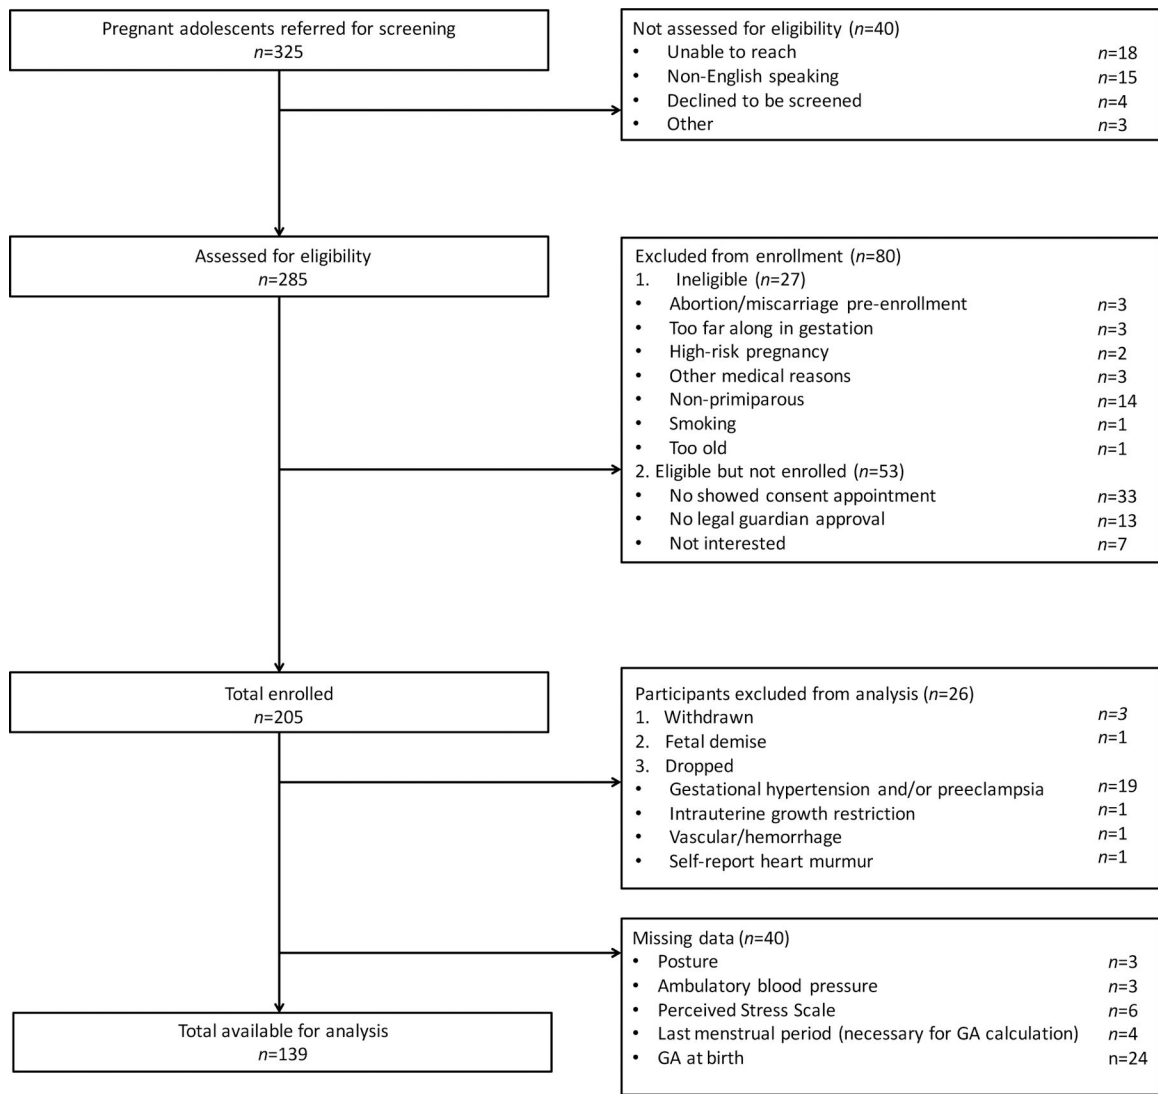 Pregnant adolescents referred for screening
n=325
Not assessed for eligibility (n=40)
• Unable to reach n=18
• Non-English speaking n=15
• Declined to be screened n=4
• Other n=3
Assessed for eligibility
n=285
Excluded from enrollment (n=80)
1. Ineligible (n=27)
• Abortion/miscarriage pre-enrollment n=3
• Too far along in gestation n=3
• High-risk pregnancy n=2
• Other medical reasons n=3
• Non-primiparous n=14
• Smoking n=1
• Too old n=1
2. Eligible but not enrolled (n=53)
• No showed consent appointment n=33
• No legal guardian approval n=13
• Not interested n=7
Total enrolled
n=205
Participants excluded from analysis (n=26)
1. Withdrawn n=3
2. Fetal demise n=1
3. Dropped
• Gestational hypertension and/or preeclampsia n=19
• Intrauterine growth restriction n=1
• Vascular/hemorrhage n=1
• Self-report heart murmur n=1
Missing data (n=40)
• Posture n=3
• Ambulatory blood pressure n=3
• Perceived Stress Scale n=6
• Last menstrual period (necessary for GA calculation) n=4
• GA at birth n=24
Total available for analysis
n=139